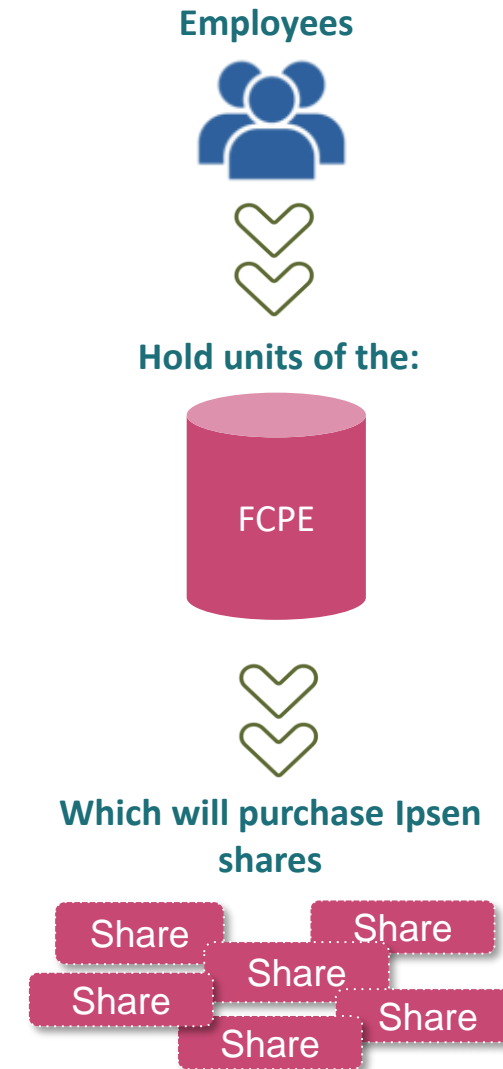 Employees
Hold units of the:
FCPE
Which will purchase Ipsen
shares
Share
Share
Share
Share
Share
Share